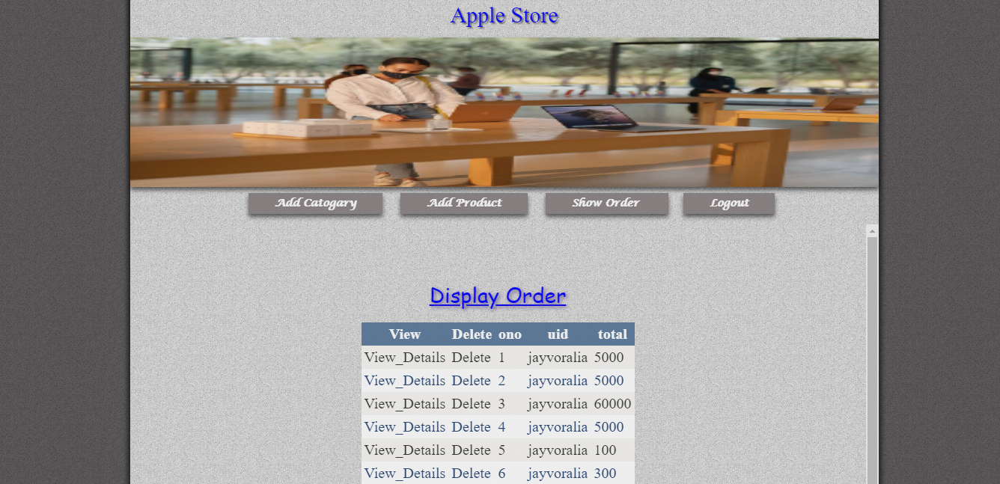 Apple Store
Add Catogary Add Product Show Order Logout
Display Order
View Delete ono uid total
View_Details Delete 1 jayvoralia 5000
View_Details Delete 2 jayvoralia 5000
View_Details Delete 3 jayvoralia 60000
View_Details Delete 4 jayvoralia 5000
View_Details Delete 5 jayvoralia 100
View_Details Delete 6 jayvoralia 300